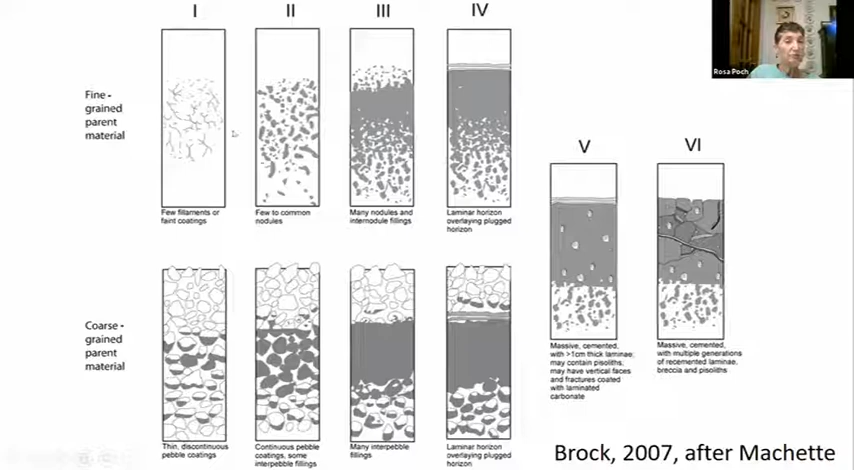 I
II
III
IV
Rosa Poch
Fine -
grained
parent
material
Few filaments or
faint coatings
Few to common
nodules
Many nodules and
internodule fillings
Laminar horizon
overlaying plugged
horizon
V
VI
Coarse -
grained
parent
material
Thin, discontinuous
pebble coatings
Continuous pebble
coatings, some
interpebble fillings
Many interpebble
fillings
Laminar horizon
overlaying plugged
horizon
Massive, cemented,
with >1cm thick laminae;
may contain pisoliths,
may have vertical faces
and fractures coated
with laminated
carbonate
Massive, cemented,
with multiple generations
of recemented laminae,
breccia and pisoliths
Brock, 2007, after Machette